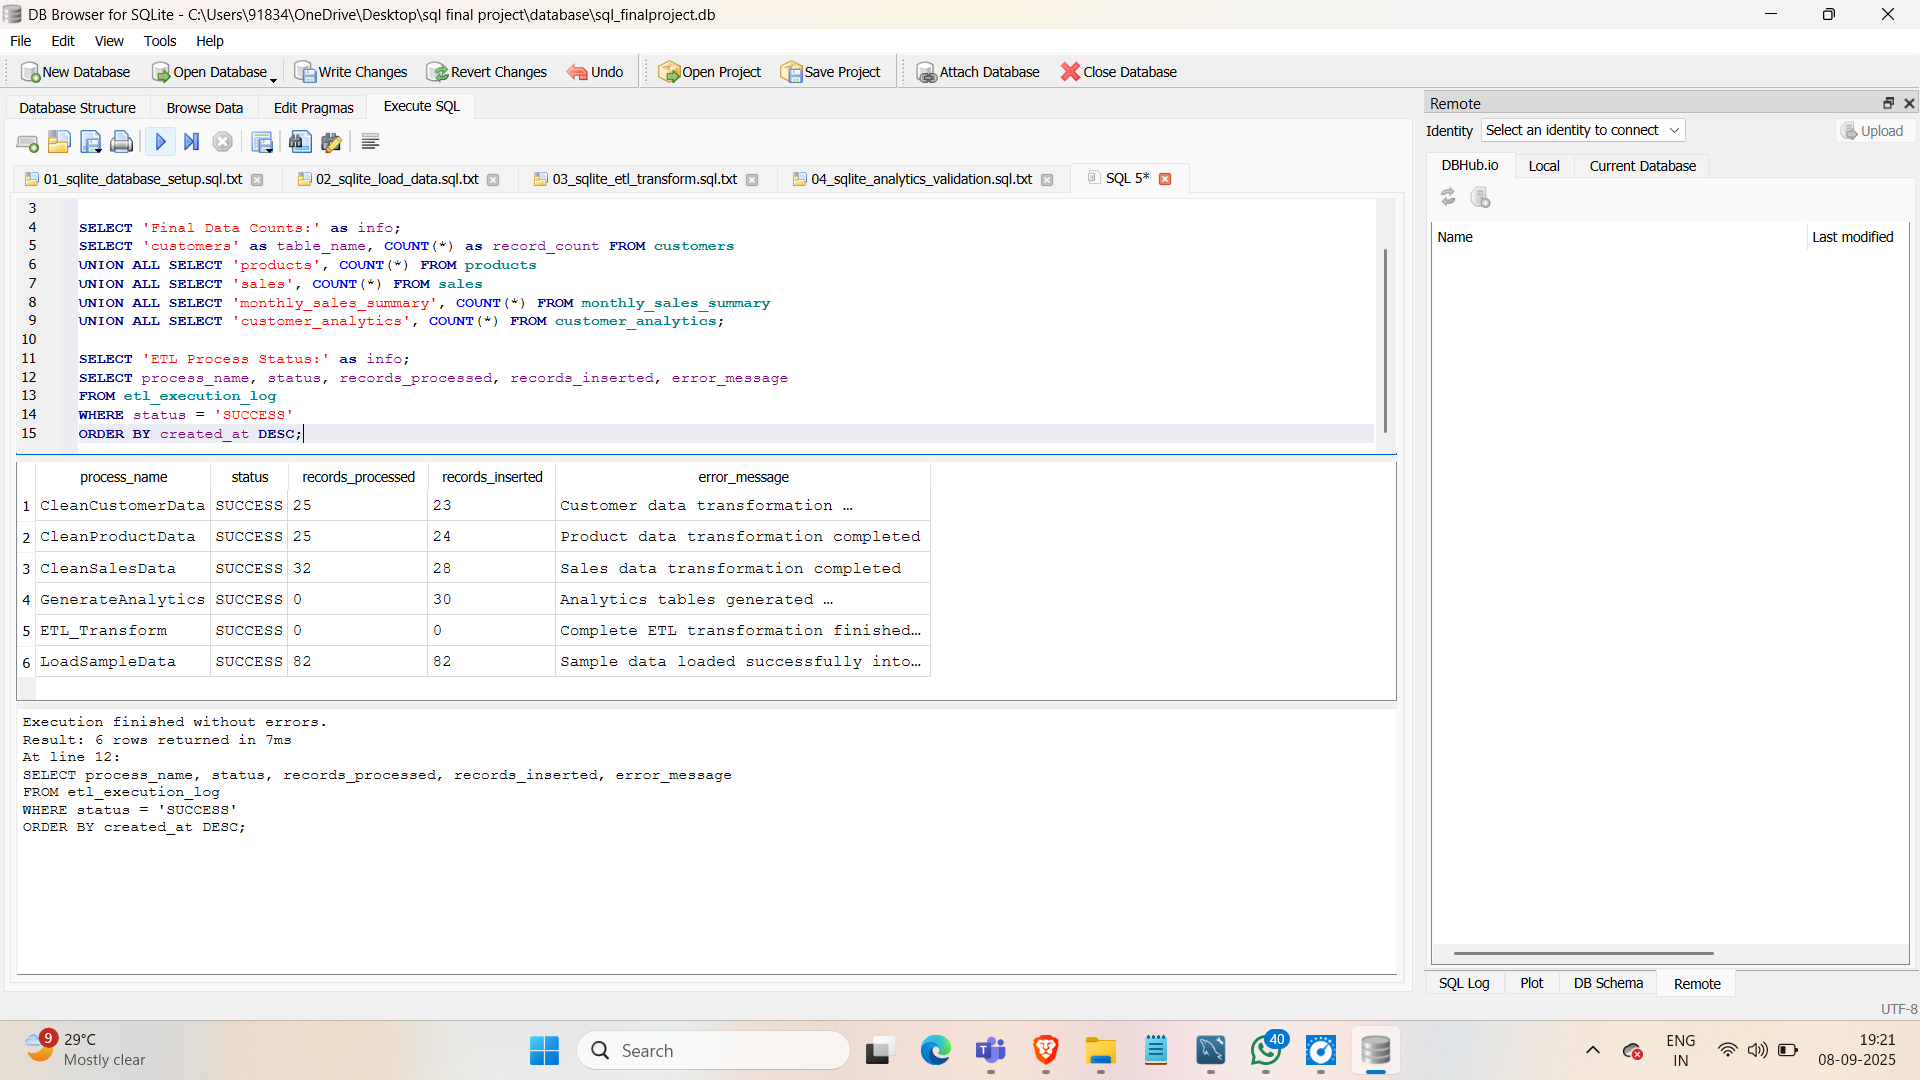 DB Browser for SQLite - C:\Users\91834\OneDrive\Desktop\sql final project\database\sql_finalproject.db
File Edit View Tools Help
New Database Open Database Write Changes Revert Changes Undo Open Project Save Project Attach Database Close Database
Database Structure Browse Data Edit Pragmas Execute SQL
01_sqlite_database_setup.sql.txt 02_sqlite_load_data.sql.txt 03_sqlite_etl_transform.sql.txt 04_sqlite_analytics_validation.sql.txt SQL 5*
3
4 SELECT 'Final Data Counts:' as info;
5 SELECT 'customers' as table_name, COUNT(*) as record_count FROM customers
6 UNION ALL SELECT 'products', COUNT(*) FROM products
7 UNION ALL SELECT 'sales', COUNT(*) FROM sales
8 UNION ALL SELECT 'monthly_sales_summary', COUNT(*) FROM monthly_sales_summary
9 UNION ALL SELECT 'customer_analytics', COUNT(*) FROM customer_analytics;
10
11 SELECT 'ETL Process Status:' as info;
12 SELECT process_name, status, records_processed, records_inserted, error_message
13 FROM etl_execution_log
14 WHERE status = 'SUCCESS'
15 ORDER BY created_at DESC;
process_name status records_processed records_inserted error_message
1 CleanCustomerData SUCCESS 25 23 Customer data transformation …
2 CleanProductData SUCCESS 25 24 Product data transformation completed
3 CleanSalesData SUCCESS 32 28 Sales data transformation completed
4 GenerateAnalytics SUCCESS 0 30 Analytics tables generated …
5 ETL_Transform SUCCESS 0 0 Complete ETL transformation finished…
6 LoadSampleData SUCCESS 82 82 Sample data loaded successfully into…
Execution finished without errors.
Result: 6 rows returned in 7ms
At line 12:
SELECT process_name, status, records_processed, records_inserted, error_message
FROM etl_execution_log
WHERE status = 'SUCCESS'
ORDER BY created_at DESC;
Remote
Identity Select an identity to connect Upload
DBHub.io Local Current Database
Name Last modified
SQL Log Plot DB Schema Remote
UTF-8
9 29°C
Mostly clear
Search
40
ENG
IN
19:21
08-09-2025